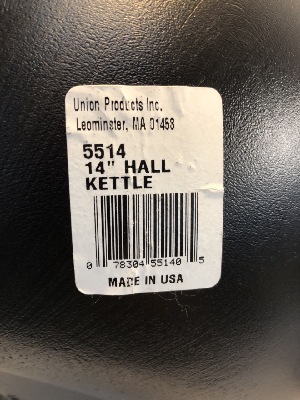 Union Products Inc.
Leominster, MA 01453
5514
14" HALL
KETTLE
0 78304 55140 5
MADE IN USA